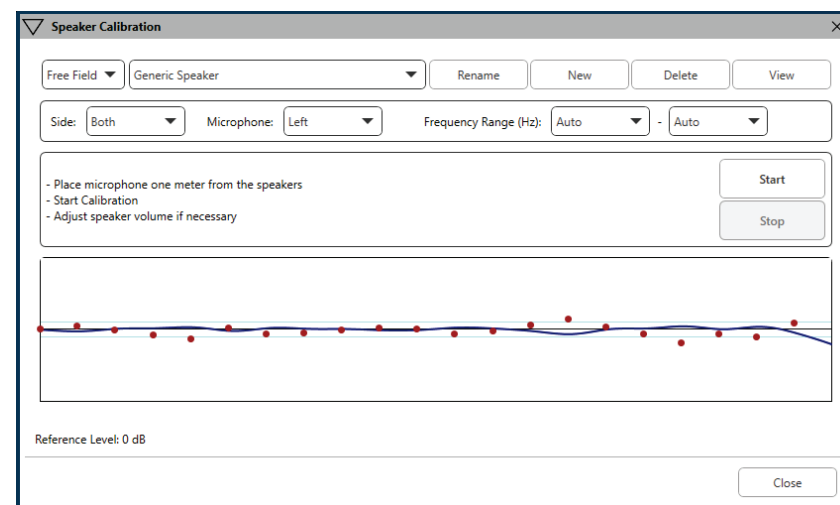 Speaker Calibration
Free Field Generic Speaker Rename New Delete View
Side: Both Microphone: Left Frequency Range (Hz): Auto - Auto
- Place microphone one meter from the speakers
- Start Calibration
- Adjust speaker volume if necessary
Start
Stop
Reference Level: 0 dB
Close